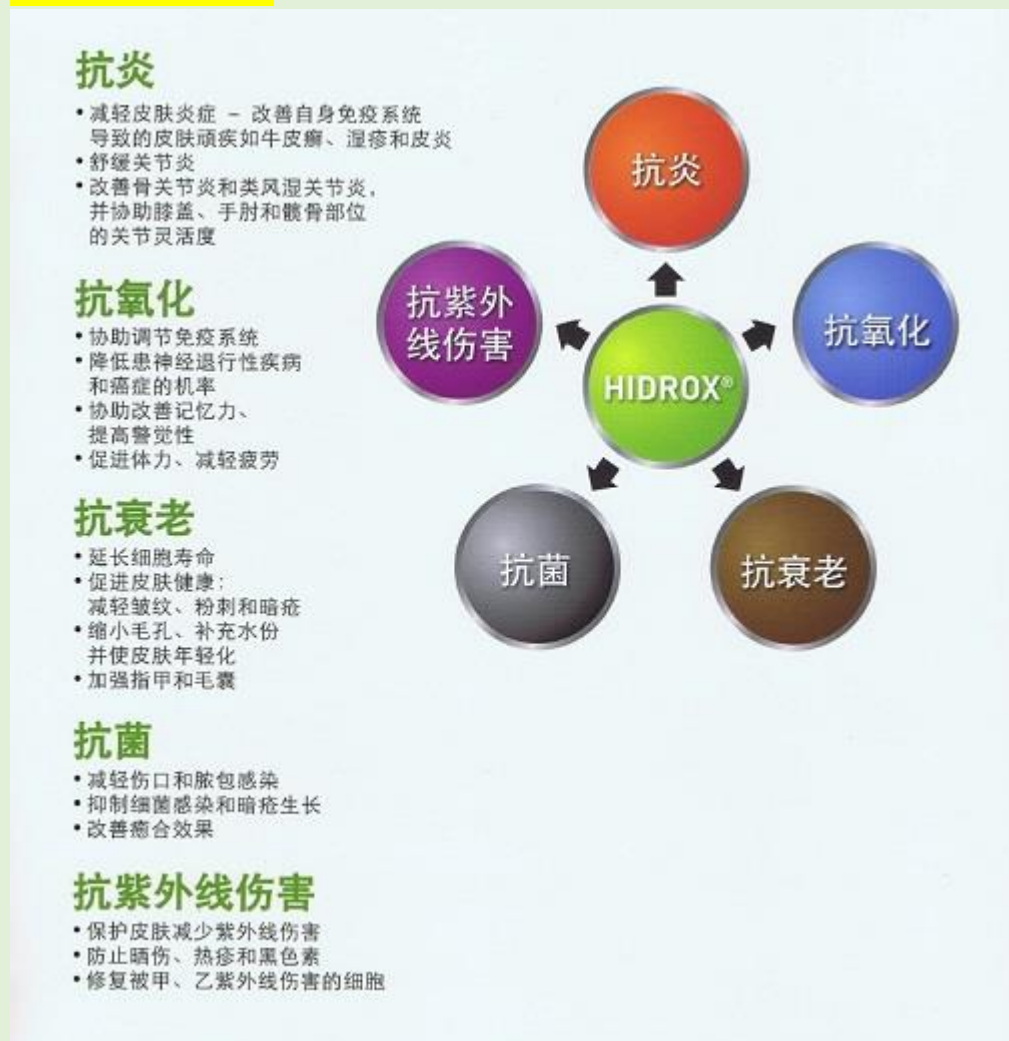 抗炎
• 减轻皮肤炎症 – 改善自身免疫系统
导致的皮肤顽疾如牛皮癣、湿疹和皮炎
• 舒缓关节炎
• 改善骨关节炎和类风湿关节炎，
并协助膝盖、手肘和髋骨部位
的关节灵活度
抗氧化
• 协助调节免疫系统
• 降低患神经退行性疾病
和癌症的机率
• 协助改善记忆力、
提高警觉性
• 促进体力、减轻疲劳
抗衰老
• 延长细胞寿命
• 促进皮肤健康：
减轻皱纹、粉刺和暗疮
• 缩小毛孔、补充水份
并使皮肤年轻化
• 加强指甲和毛囊
抗菌
• 减轻伤口和脓包感染
• 抑制细菌感染和暗疮生长
• 改善癒合效果
抗紫外线伤害
• 保护皮肤减少紫外线伤害
• 防止晒伤、热疹和黑色素
• 修复被甲、乙紫外线伤害的细胞
抗炎
抗紫外
线伤害
抗氧化
HIDROX®
抗菌
抗衰老